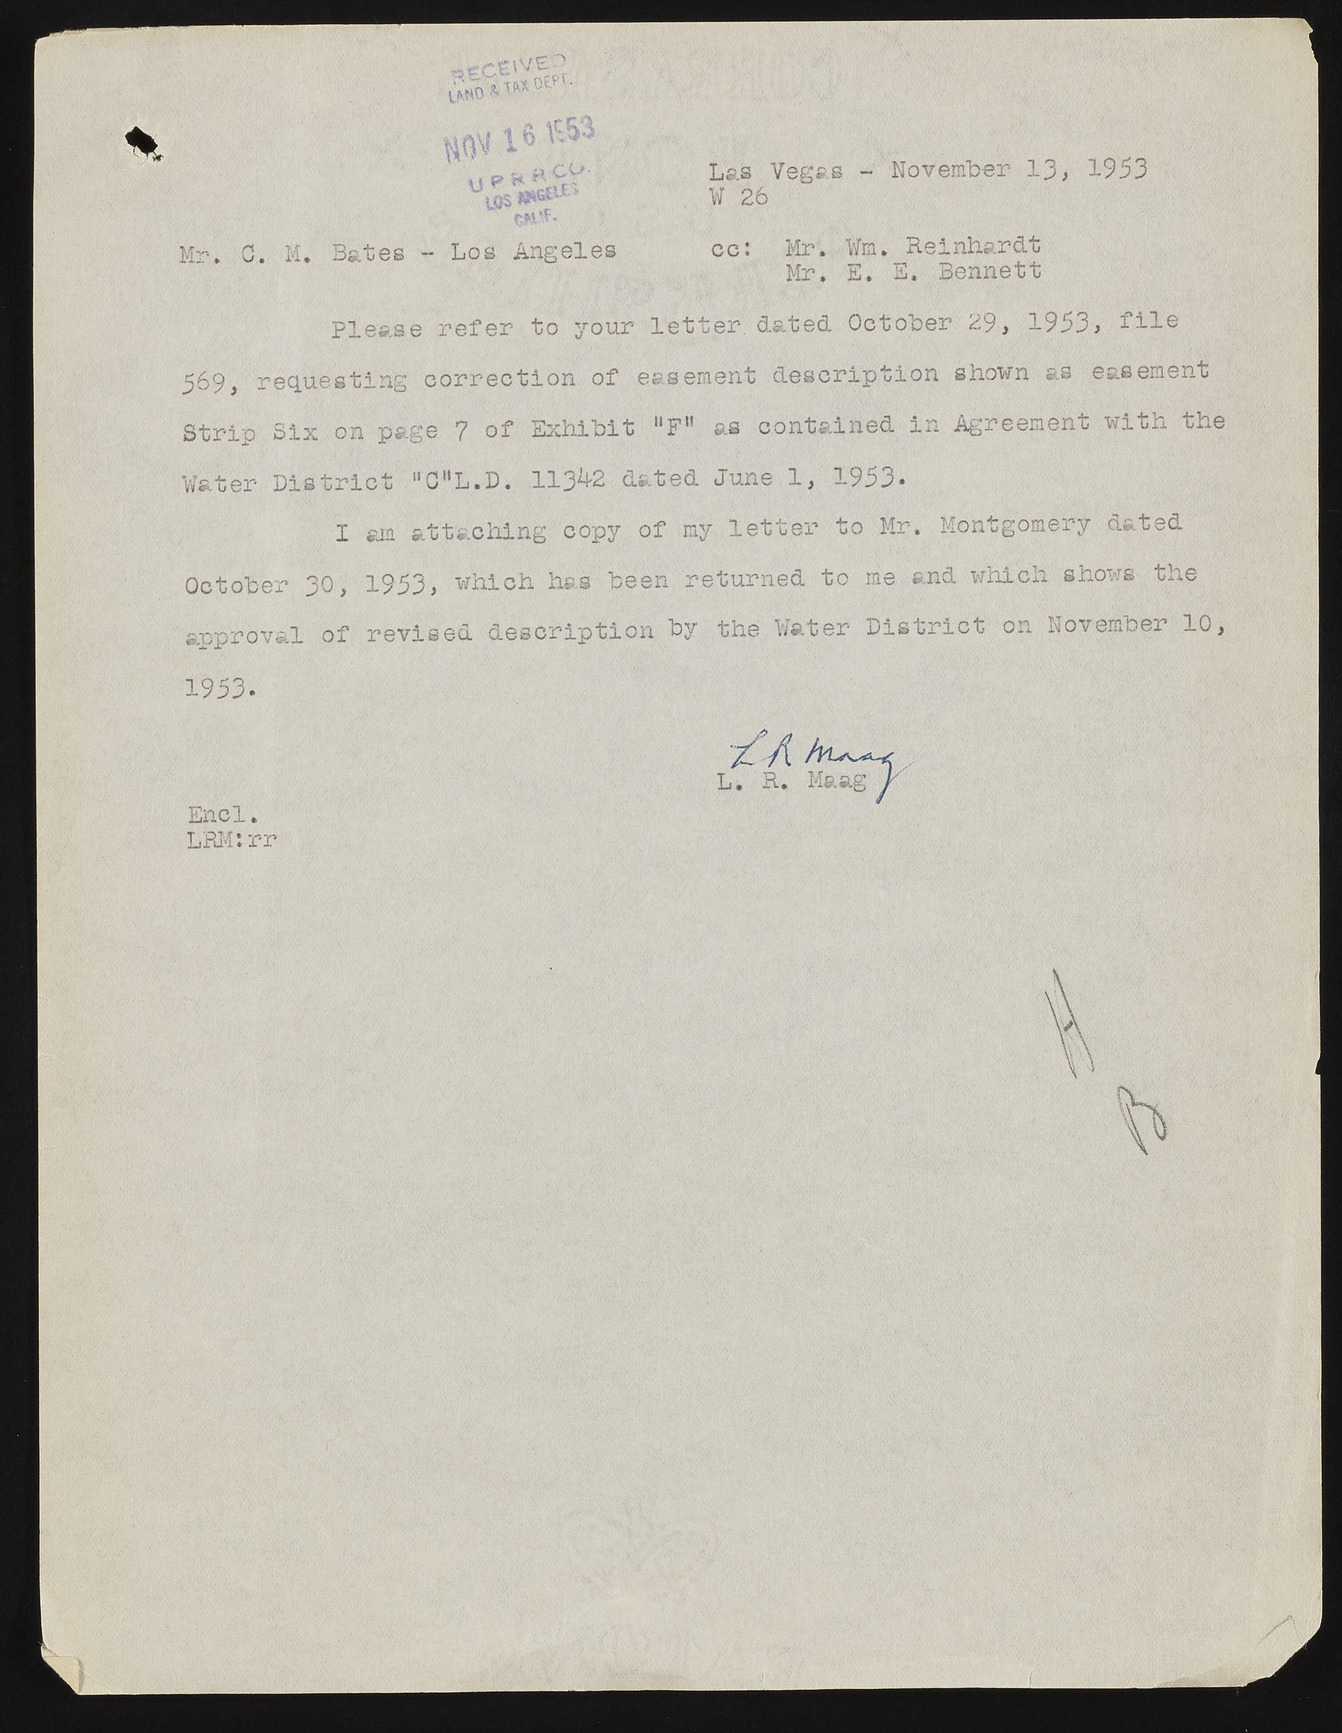 RECEIVED
LAND & TAX DEPT.
NOV 16 1953
U P R R CO.
LOS ANGELES
CALIF.
Las Vegas - November 13, 1953
W 26
Mr. C. M. Bates - Los Angeles
cc: Mr. Wm. Reinhardt
Mr. E. E. Bennett
Please refer to your letter dated October 29, 1953, file
569, requesting correction of easement description shown as easement
Strip Six on page 7 of Exhibit "F" as contained in Agreement with the
Water District "C"L.D. 11342 dated June 1, 1953.
I am attaching copy of my letter to Mr. Montgomery dated
October 30, 1953, which has been returned to me and which shows the
approval of revised description by the Water District on November 10,
1953.
L R Maag
L. R. Maag
Encl.
LRM:rr
H
B